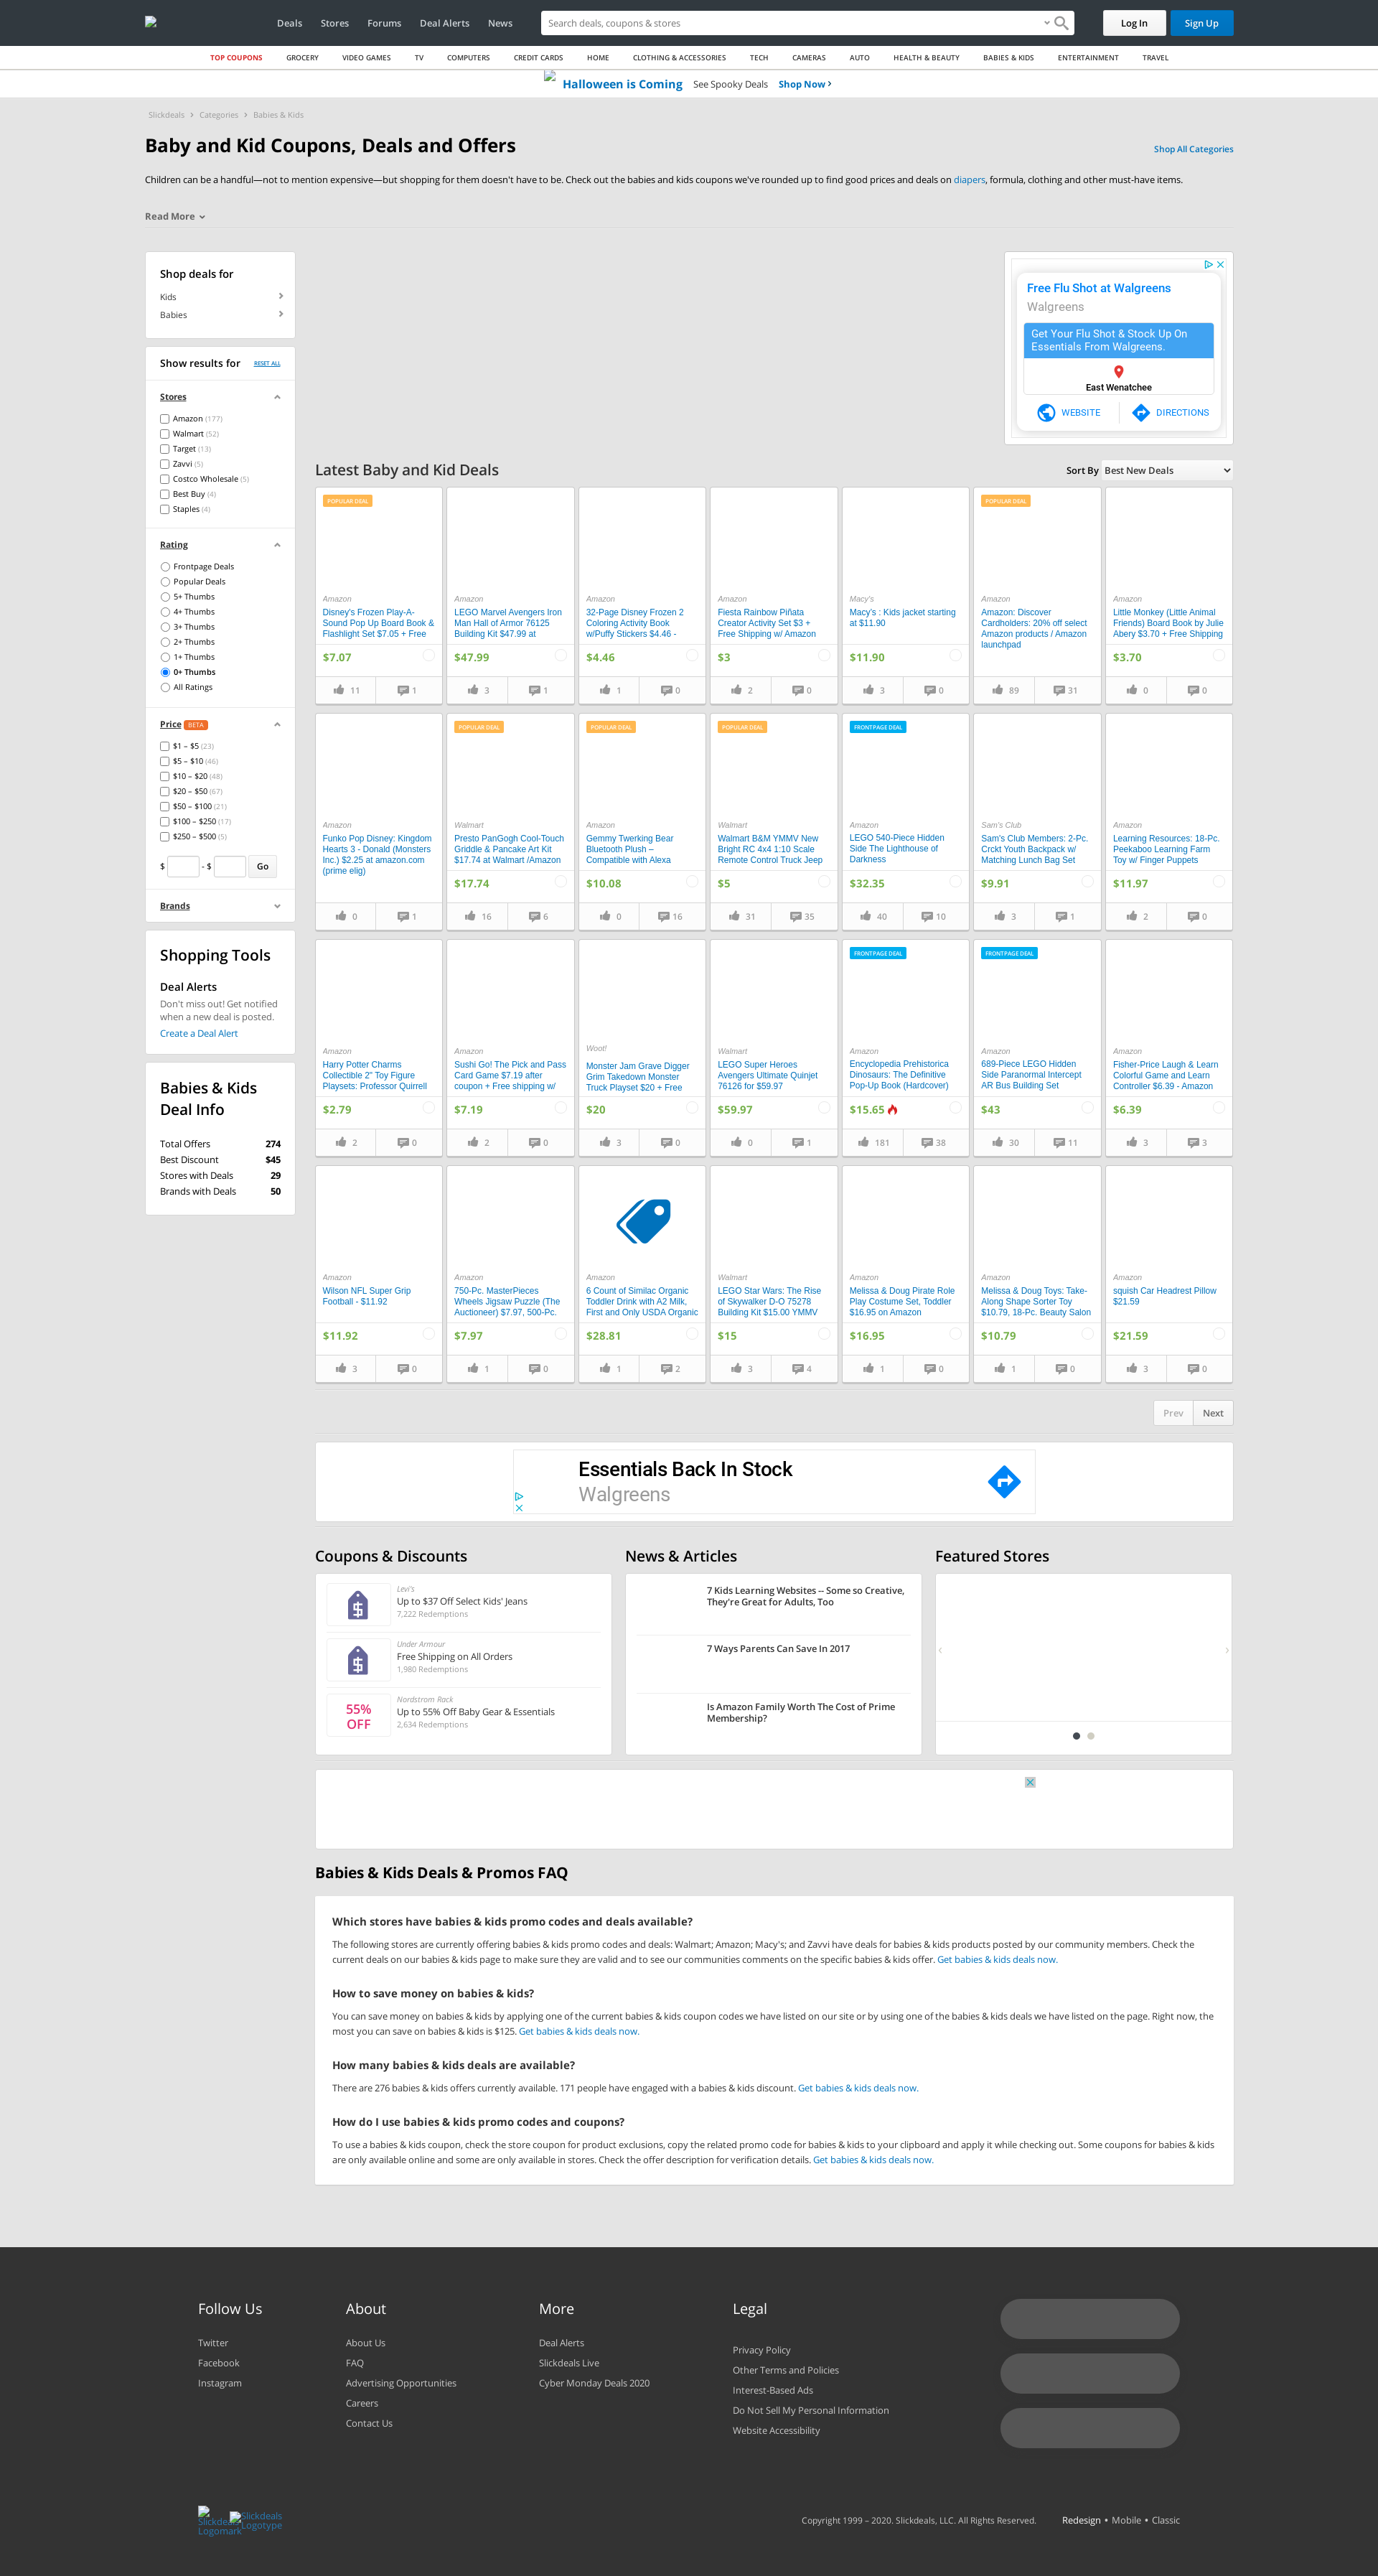 Deals Stores Forums Deal Alerts News
Search deals, coupons & stores
Log In Sign Up
TOP COUPONS GROCERY VIDEO GAMES TV COMPUTERS CREDIT CARDS HOME CLOTHING & ACCESSORIES TECH CAMERAS AUTO HEALTH & BEAUTY BABIES & KIDS ENTERTAINMENT TRAVEL
Halloween is Coming See Spooky Deals Shop Now
Slickdeals Categories Babies & Kids
Baby and Kid Coupons, Deals and Offers
Shop All Categories
Children can be a handful—not to mention expensive—but shopping for them doesn't have to be. Check out the babies and kids coupons we've rounded up to find good prices and deals on diapers, formula, clothing and other must-have items.
Read More
Shop deals for
Kids
Babies
Show results for RESET ALL
Stores
Amazon (177)
Walmart (52)
Target (13)
Zavvi (5)
Costco Wholesale (5)
Best Buy (4)
Staples (4)
Rating
Frontpage Deals
Popular Deals
5+ Thumbs
4+ Thumbs
3+ Thumbs
2+ Thumbs
1+ Thumbs
0+ Thumbs
All Ratings
Price BETA
$1 – $5 (23)
$5 – $10 (46)
$10 – $20 (48)
$20 – $50 (67)
$50 – $100 (21)
$100 – $250 (17)
$250 – $500 (5)
$ - $ Go
Brands
Shopping Tools
Deal Alerts
Don't miss out! Get notified
when a new deal is posted.
Create a Deal Alert
Babies & Kids
Deal Info
Total Offers 274
Best Discount $45
Stores with Deals 29
Brands with Deals 50
Free Flu Shot at Walgreens
Walgreens
Get Your Flu Shot & Stock Up On
Essentials From Walgreens.
East Wenatchee
WEBSITE DIRECTIONS
Latest Baby and Kid Deals
Sort By Best New Deals
POPULAR DEAL
Amazon
Disney's Frozen Play-A-
Sound Pop Up Board Book &
Flashlight Set $7.05 + Free
$7.07
11 1
Amazon
LEGO Marvel Avengers Iron
Man Hall of Armor 76125
Building Kit $47.99 at
$47.99
3 1
Amazon
32-Page Disney Frozen 2
Coloring Activity Book
w/Puffy Stickers $4.46 -
$4.46
1 0
Amazon
Fiesta Rainbow Piñata
Creator Activity Set $3 +
Free Shipping w/ Amazon
$3
2 0
Macy's
Macy's : Kids jacket starting
at $11.90
$11.90
3 0
POPULAR DEAL
Amazon
Amazon: Discover
Cardholders: 20% off select
Amazon products / Amazon
launchpad
89 31
Amazon
Little Monkey (Little Animal
Friends) Board Book by Julie
Abery $3.70 + Free Shipping
$3.70
0 0
Amazon
Funko Pop Disney: Kingdom
Hearts 3 - Donald (Monsters
Inc.) $2.25 at amazon.com
(prime elig)
0 1
POPULAR DEAL
Walmart
Presto PanGogh Cool-Touch
Griddle & Pancake Art Kit
$17.74 at Walmart /Amazon
$17.74
16 6
POPULAR DEAL
Amazon
Gemmy Twerking Bear
Bluetooth Plush –
Compatible with Alexa
$10.08
0 16
POPULAR DEAL
Walmart
Walmart B&M YMMV New
Bright RC 4x4 1:10 Scale
Remote Control Truck Jeep
$5
31 35
FRONTPAGE DEAL
Amazon
LEGO 540-Piece Hidden
Side The Lighthouse of
Darkness
$32.35
40 10
Sam's Club
Sam's Club Members: 2-Pc.
Crckt Youth Backpack w/
Matching Lunch Bag Set
$9.91
3 1
Amazon
Learning Resources: 18-Pc.
Peekaboo Learning Farm
Toy w/ Finger Puppets
$11.97
2 0
Amazon
Harry Potter Charms
Collectible 2" Toy Figure
Playsets: Professor Quirrell
$2.79
2 0
Amazon
Sushi Go! The Pick and Pass
Card Game $7.19 after
coupon + Free shipping w/
$7.19
2 0
Woot!
Monster Jam Grave Digger
Grim Takedown Monster
Truck Playset $20 + Free
$20
3 0
Walmart
LEGO Super Heroes
Avengers Ultimate Quinjet
76126 for $59.97
$59.97
0 1
FRONTPAGE DEAL
Amazon
Encyclopedia Prehistorica
Dinosaurs: The Definitive
Pop-Up Book (Hardcover)
$15.65
181 38
FRONTPAGE DEAL
Amazon
689-Piece LEGO Hidden
Side Paranormal Intercept
AR Bus Building Set
$43
30 11
Amazon
Fisher-Price Laugh & Learn
Colorful Game and Learn
Controller $6.39 - Amazon
$6.39
3 3
Amazon
Wilson NFL Super Grip
Football - $11.92
$11.92
3 0
Amazon
750-Pc. MasterPieces
Wheels Jigsaw Puzzle (The
Auctioneer) $7.97, 500-Pc.
$7.97
1 0
Amazon
6 Count of Similac Organic
Toddler Drink with A2 Milk,
First and Only USDA Organic
$28.81
1 2
Walmart
LEGO Star Wars: The Rise
of Skywalker D-O 75278
Building Kit $15.00 YMMV
$15
3 4
Amazon
Melissa & Doug Pirate Role
Play Costume Set, Toddler
$16.95 on Amazon
$16.95
1 0
Amazon
Melissa & Doug Toys: Take-
Along Shape Sorter Toy
$10.79, 18-Pc. Beauty Salon
$10.79
1 0
Amazon
squish Car Headrest Pillow
$21.59
$21.59
3 0
Prev Next
Essentials Back In Stock
Walgreens
Coupons & Discounts
Levi's
Up to $37 Off Select Kids' Jeans
7,222 Redemptions
Under Armour
Free Shipping on All Orders
1,980 Redemptions
55%
OFF
Nordstrom Rack
Up to 55% Off Baby Gear & Essentials
2,634 Redemptions
News & Articles
7 Kids Learning Websites -- Some so Creative,
They're Great for Adults, Too
7 Ways Parents Can Save In 2017
Is Amazon Family Worth The Cost of Prime
Membership?
Featured Stores
Babies & Kids Deals & Promos FAQ
Which stores have babies & kids promo codes and deals available?
The following stores are currently offering babies & kids promo codes and deals: Walmart; Amazon; Macy's; and Zavvi have deals for babies & kids products posted by our community members. Check the
current deals on our babies & kids page to make sure they are valid and to see our communities comments on the specific babies & kids offer. Get babies & kids deals now.
How to save money on babies & kids?
You can save money on babies & kids by applying one of the current babies & kids coupon codes we have listed on our site or by using one of the babies & kids deals we have listed on the page. Right now, the
most you can save on babies & kids is $125. Get babies & kids deals now.
How many babies & kids deals are available?
There are 276 babies & kids offers currently available. 171 people have engaged with a babies & kids discount. Get babies & kids deals now.
How do I use babies & kids promo codes and coupons?
To use a babies & kids coupon, check the store coupon for product exclusions, copy the related promo code for babies & kids to your clipboard and apply it while checking out. Some coupons for babies & kids
are only available online and some are only available in stores. Check the offer description for verification details. Get babies & kids deals now.
Follow Us
Twitter
Facebook
Instagram
About
About Us
FAQ
Advertising Opportunities
Careers
Contact Us
More
Deal Alerts
Slickdeals Live
Cyber Monday Deals 2020
Legal
Privacy Policy
Other Terms and Policies
Interest-Based Ads
Do Not Sell My Personal Information
Website Accessibility
Slickdeals Logomark
Slickdeals Logotype
Copyright 1999 – 2020. Slickdeals, LLC. All Rights Reserved.
Redesign • Mobile • Classic